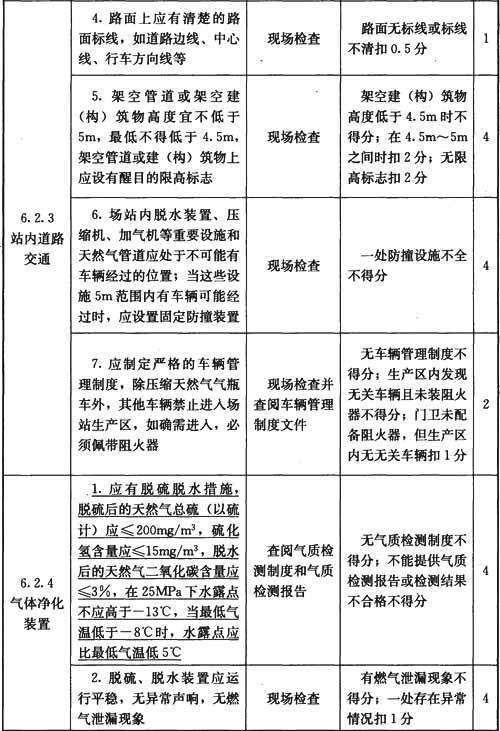 4. 路面上应有清楚的路
面标线，如道路边线、中心
线、行车方向线等
现场检查
路面无标线或标线
不清扣 0.5 分
1
6.2.3
站内道路
交通
5. 架空管道或架空建
（构）筑物高度宜不低于
5m，最低不得低于 4.5m，
架空管道或建（构）筑物上
应设有醒目的限高标志
现场检查
架空建（构）筑物
高度低于 4.5m 时不
得分；在 4.5m～5m
之间时扣 2 分；无限
高标志扣 2 分
4
6. 场站内脱水装置、压
缩机、加气机等重要设施和
天然气管道应处于不可能有
车辆经过的位置；当这些设
施 5m 范围内有车辆可能经
过时，应设置固定防撞装置
现场检查
一处防撞设施不全
不得分
4
7. 应制定严格的车辆管
理制度，除压缩天然气气瓶
车外，其他车辆禁止进入场
站生产区，如确需进入，必
须佩带阻火器
现场检查并
查阅车辆管理
制度文件
无车辆管理制度不
得分；生产区内发现
无关车辆且未装阻火
器不得分；门卫未配
备阻火器，但生产区
内无无关车辆扣 1 分
2
6.2.4
气体净化
装置
1. 应有脱硫脱水措施，
脱硫后的天然气总硫（以硫
计）应≤200mg/m³，硫化
氢含量应≤15mg/m³，脱水
后的天然气二氧化碳含量应
≤3%，在 25MPa 下水露点
不应高于－13℃，当最低气
温低于－8℃时，水露点应
比最低气温低 5℃
查阅气质检
测制度和气质
检测报告
无气质检测制度不
得分；不能提供气质
检测报告或检测结果
不合格不得分
4
2. 脱硫、脱水装置应运
行平稳，无异常声响，无燃
气泄漏现象
现场检查
有燃气泄漏现象不
得分；一处存在异常
情况扣 1 分
4